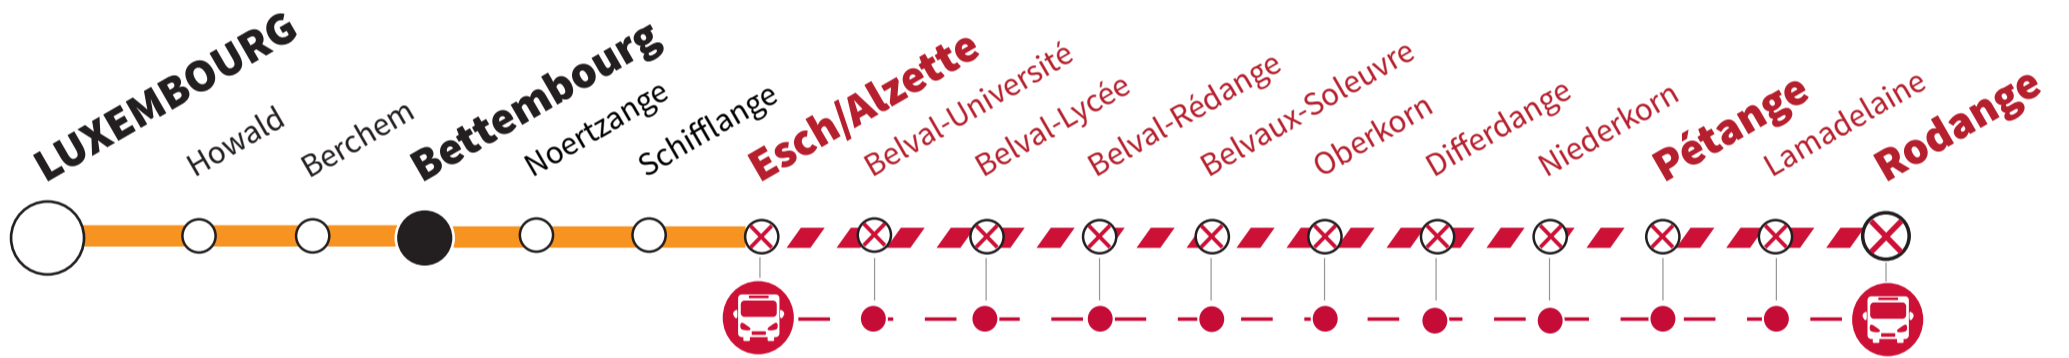 LUXEMBOURG
Howald
Berchem
Bettembourg
Noertzange
Schifflange
Esch/Alzette
Belval-Université
Belval-Lycée
Belval-Rédange
Belvaux-Soleuvre
Oberkorn
Differdange
Niederkorn
Pétange
Lamadelaine
Rodange